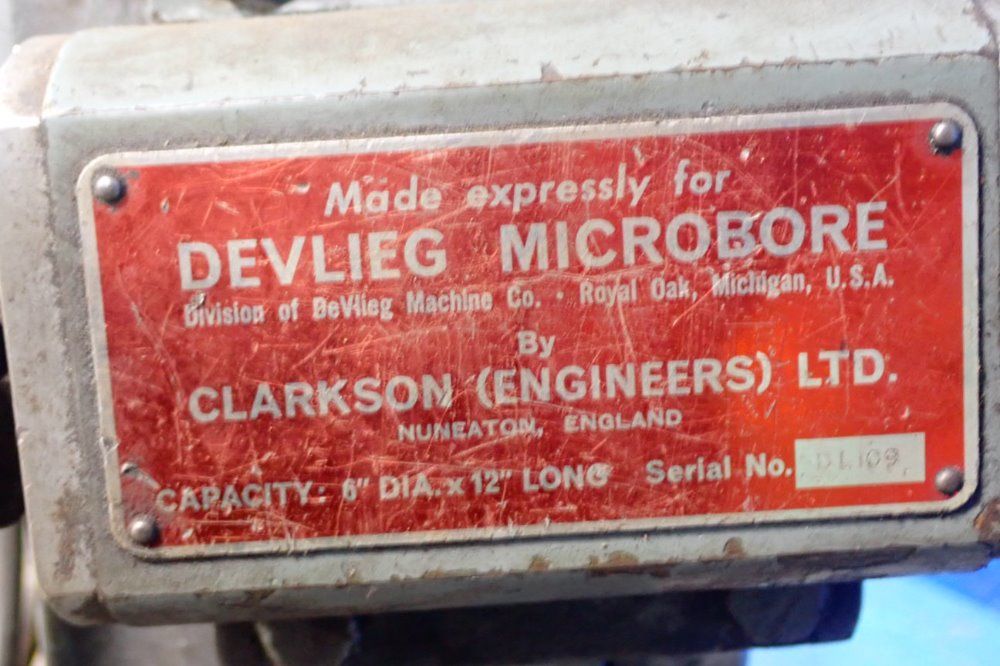 Made expressly for
DEVLIEG MICROBORE
Division of DeVlieg Machine Co. · Royal Oak, Michigan, U.S.A.
By
CLARKSON (ENGINEERS) LTD.
NUNEATON, ENGLAND
CAPACITY: 6" DIA. x 12" LONG Serial No. DL109